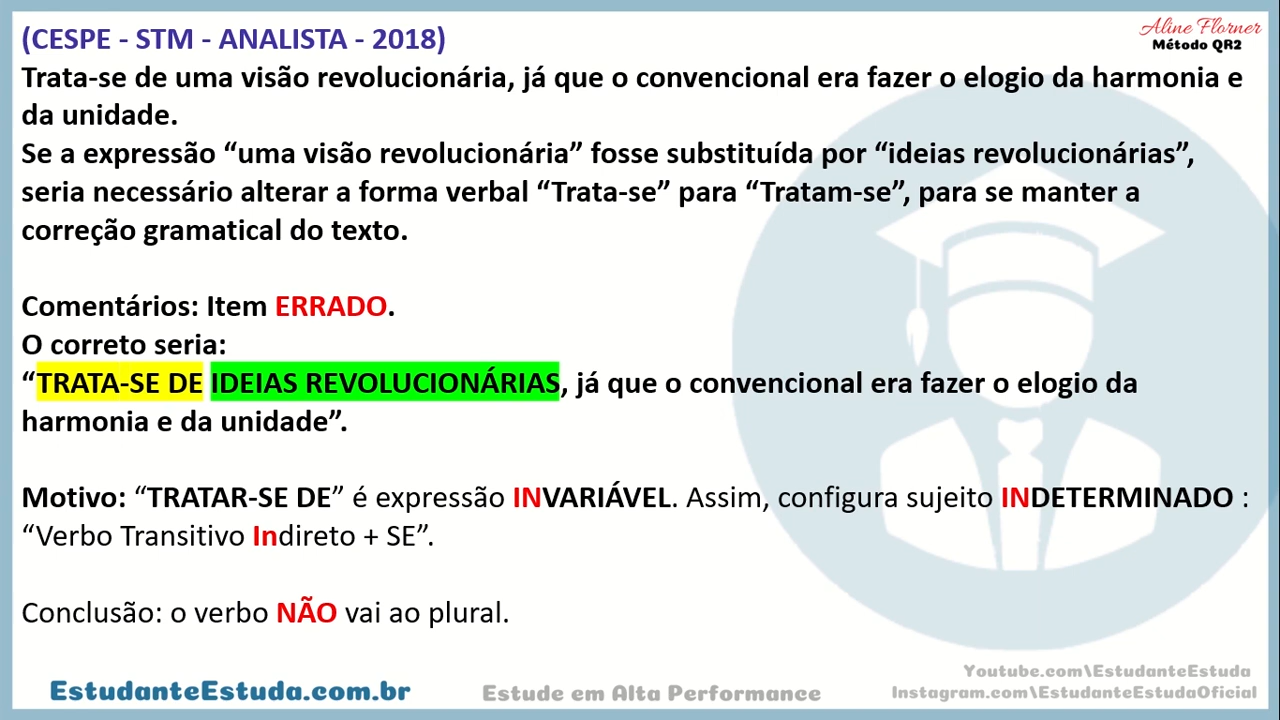 (CESPE - STM - ANALISTA - 2018)
Aline Florner
Método QR2
Trata-se de uma visão revolucionária, já que o convencional era fazer o elogio da harmonia e
da unidade.
Se a expressão “uma visão revolucionária” fosse substituída por “ideias revolucionárias”,
seria necessário alterar a forma verbal “Trata-se” para “Tratam-se”, para se manter a
correção gramatical do texto.
Comentários: Item ERRADO.
O correto seria:
“TRATA-SE DE IDEIAS REVOLUCIONÁRIAS, já que o convencional era fazer o elogio da
harmonia e da unidade”.
Motivo: “TRATAR-SE DE” é expressão INVARIÁVEL. Assim, configura sujeito INDETERMINADO :
“Verbo Transitivo Indireto + SE”.
Conclusão: o verbo NÃO vai ao plural.
EstudanteEstuda.com.br
Estude em Alta Performance
Youtube.com\EstudanteEstuda
Instagram.com\EstudanteEstudaOficial